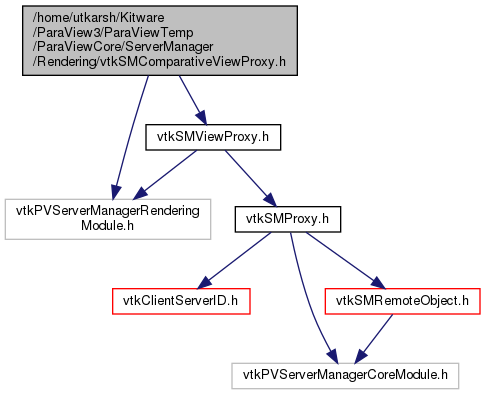 /home/utkarsh/Kitware
/ParaView3/ParaViewTemp
/ParaViewCore/ServerManager
/Rendering/vtkSMComparativeViewProxy.h
vtkSMViewProxy.h
vtkPVServerManagerRendering
Module.h
vtkSMProxy.h
vtkClientServerID.h
vtkSMRemoteObject.h
vtkPVServerManagerCoreModule.h